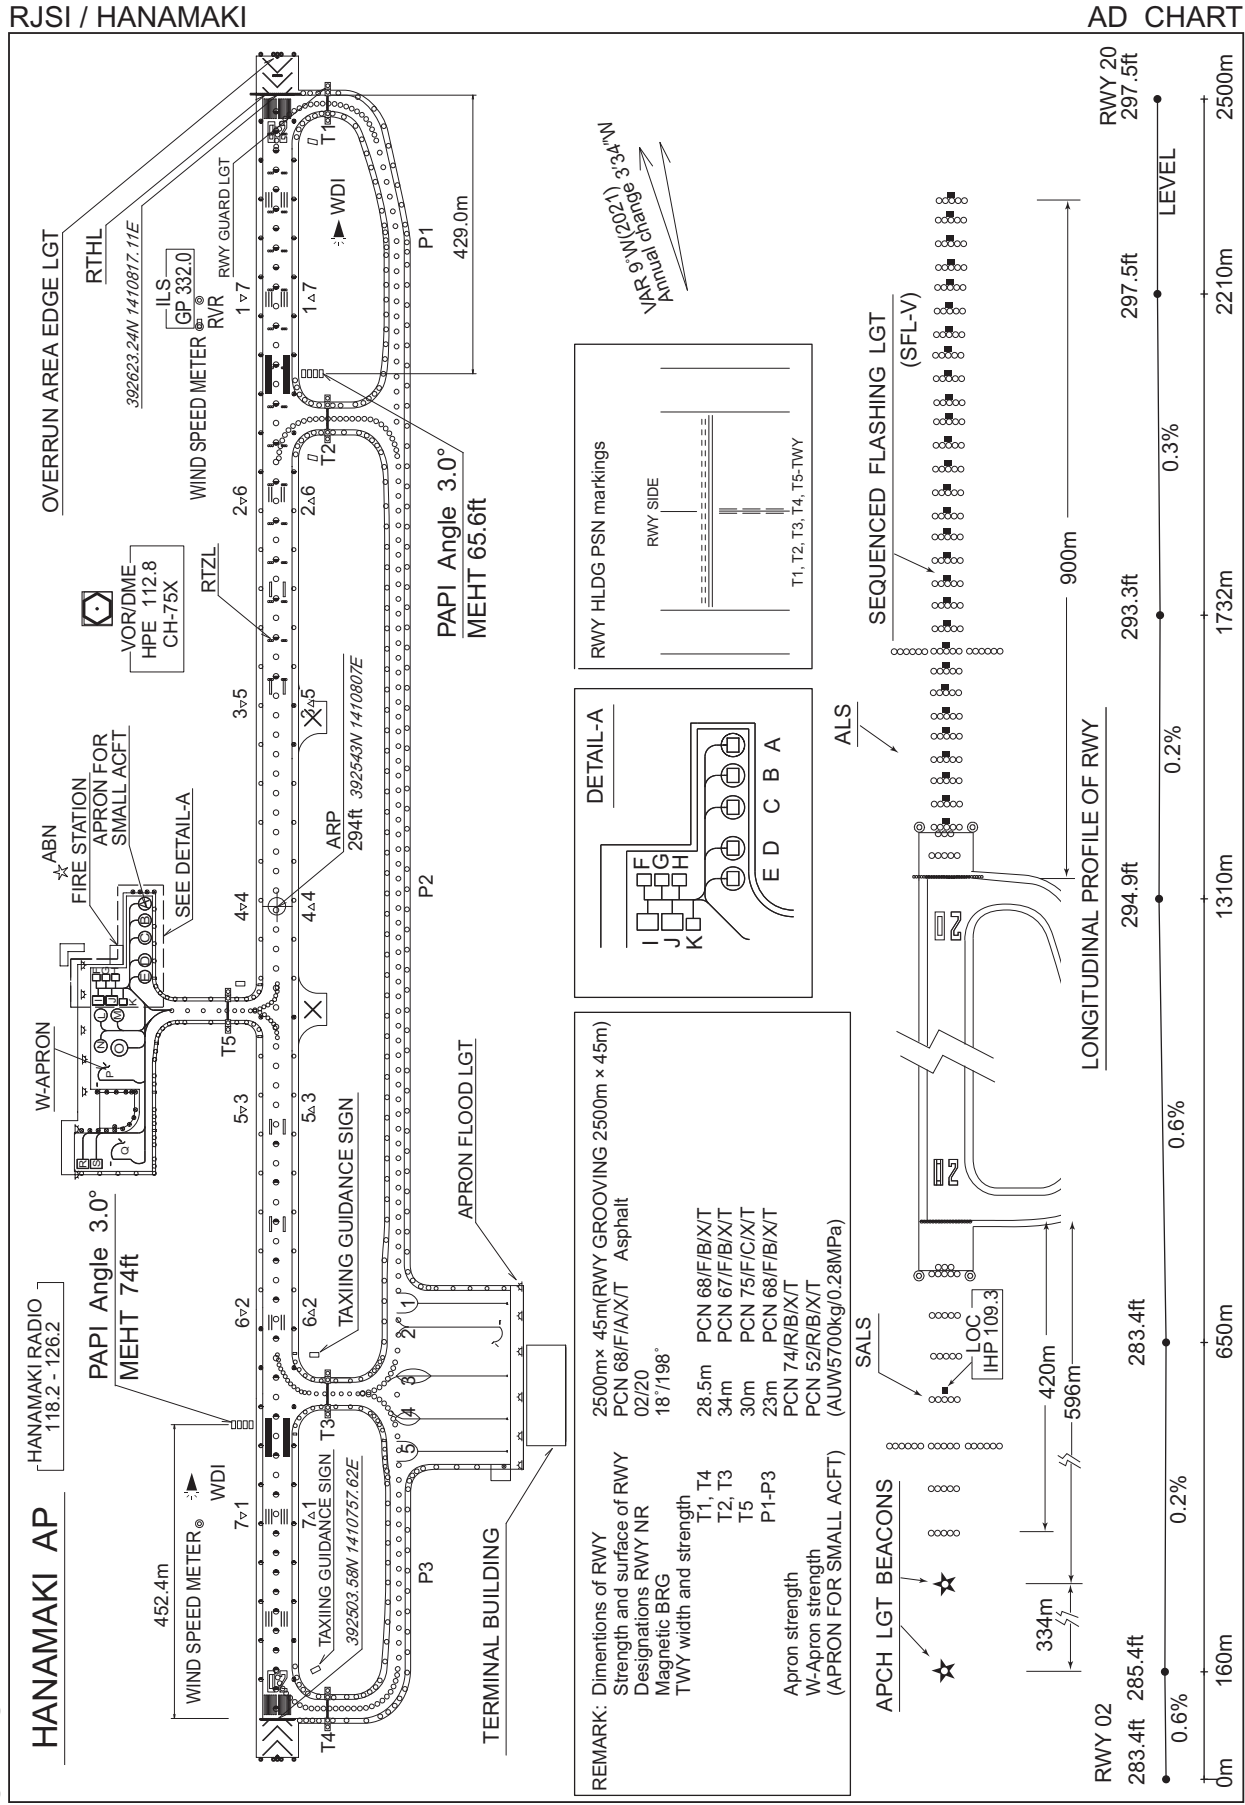 RJSI / HANAMAKI
AD CHART
HANAMAKI AP
HANAMAKI RADIO
118.2 - 126.2
PAPI Angle 3.0°
MEHT 74ft
452.4m
WIND SPEED METER
WDI
W-APRON
ABN
FIRE STATION
APRON FOR
SMALL ACFT
SEE DETAIL-A
VOR/DME
HPE 112.8
CH-75X
RTZL
OVERRUN AREA EDGE LGT
RTHL
392623.24N 1410817.11E
ILS
GP 332.0
WIND SPEED METER
RVR
RWY GUARD LGT
WDI
7▽1
6▽2
5▽3
4▽4
3▽5
2▽6
1▽7
7△1
6△2
5△3
4△4
3△5
2△6
1△7
02
20
T5
T4
T3
T2
T1
R
S
Q
P
N
O
L
M
I
J
K
F
G
H
E
D
C
B
A
TAXIING GUIDANCE SIGN
392503.58N 1410757.62E
TAXIING GUIDANCE SIGN
ARP
294ft 392543N 1410807E
P3
P2
P1
5
4
3
2
1
429.0m
PAPI Angle 3.0°
MEHT 65.6ft
APRON FLOOD LGT
TERMINAL BUILDING
VAR 9°W(2021)
Annual change 3'34"W
REMARK: Dimentions of RWY 2500m× 45m(RWY GROOVING 2500m × 45m)
Strength and surface of RWY PCN 68/F/A/X/T Asphalt
Designations RWY NR 02/20
Magnetic BRG 18°/198°
TWY width and strength
T1, T4 28.5m PCN 68/F/B/X/T
T2, T3 34m PCN 67/F/B/X/T
T5 30m PCN 75/F/C/X/T
P1-P3 23m PCN 68/F/B/X/T
Apron strength PCN 74/R/B/X/T
W-Apron strength PCN 52/R/B/X/T
(APRON FOR SMALL ACFT) (AUW5700kg/0.28MPa)
DETAIL-A
F
G
H
I
J
K
E D C B A
RWY HLDG PSN markings
RWY SIDE
T1, T2, T3, T4, T5-TWY
APCH LGT BEACONS
SALS
LOC
IHP 109.3
ALS
SEQUENCED FLASHING LGT
(SFL-V)
02
20
334m
420m
596m
900m
LONGITUDINAL PROFILE OF RWY
RWY 02
283.4ft
285.4ft
283.4ft
294.9ft
293.3ft
297.5ft
RWY 20
297.5ft
0.6%
0.2%
0.6%
0.2%
0.3%
LEVEL
0m
160m
650m
1310m
1732m
2210m
2500m